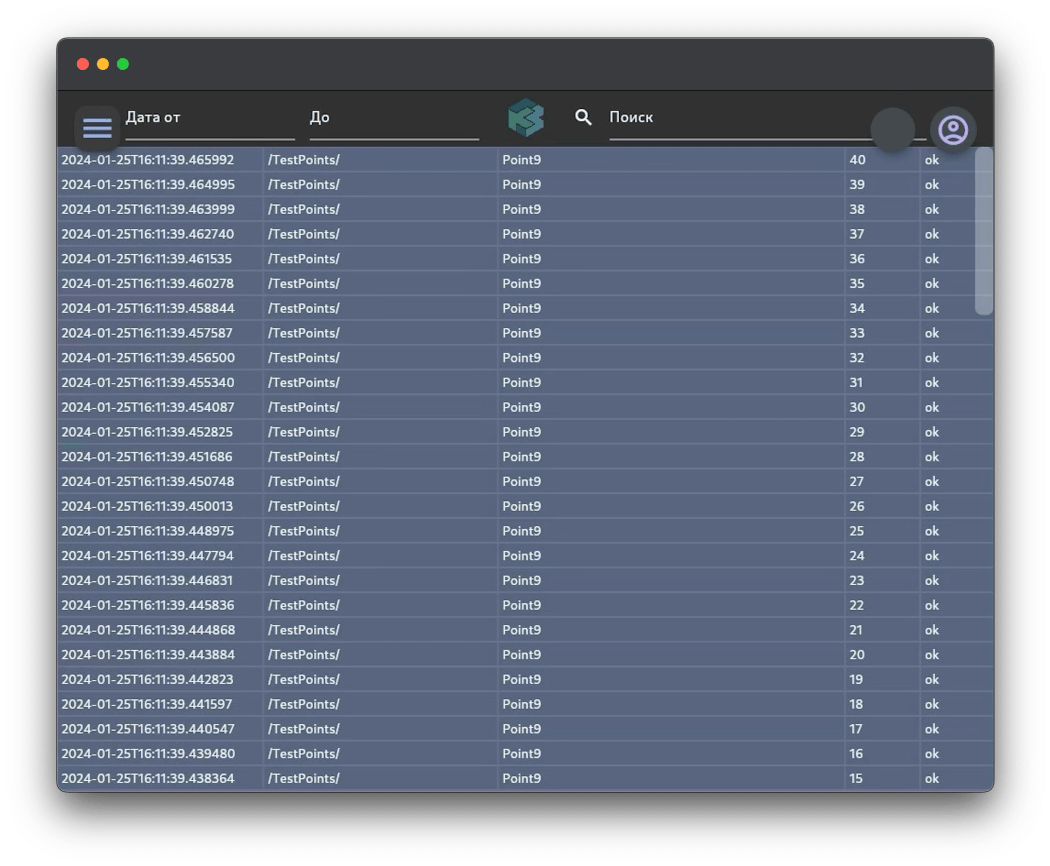 Дата от До Поиск
2024-01-25T16:11:39.465992 /TestPoints/ Point9 40 ok
2024-01-25T16:11:39.464995 /TestPoints/ Point9 39 ok
2024-01-25T16:11:39.463999 /TestPoints/ Point9 38 ok
2024-01-25T16:11:39.462740 /TestPoints/ Point9 37 ok
2024-01-25T16:11:39.461535 /TestPoints/ Point9 36 ok
2024-01-25T16:11:39.460278 /TestPoints/ Point9 35 ok
2024-01-25T16:11:39.458844 /TestPoints/ Point9 34 ok
2024-01-25T16:11:39.457587 /TestPoints/ Point9 33 ok
2024-01-25T16:11:39.456500 /TestPoints/ Point9 32 ok
2024-01-25T16:11:39.455340 /TestPoints/ Point9 31 ok
2024-01-25T16:11:39.454087 /TestPoints/ Point9 30 ok
2024-01-25T16:11:39.452825 /TestPoints/ Point9 29 ok
2024-01-25T16:11:39.451686 /TestPoints/ Point9 28 ok
2024-01-25T16:11:39.450748 /TestPoints/ Point9 27 ok
2024-01-25T16:11:39.450013 /TestPoints/ Point9 26 ok
2024-01-25T16:11:39.448975 /TestPoints/ Point9 25 ok
2024-01-25T16:11:39.447794 /TestPoints/ Point9 24 ok
2024-01-25T16:11:39.446831 /TestPoints/ Point9 23 ok
2024-01-25T16:11:39.445836 /TestPoints/ Point9 22 ok
2024-01-25T16:11:39.444868 /TestPoints/ Point9 21 ok
2024-01-25T16:11:39.443884 /TestPoints/ Point9 20 ok
2024-01-25T16:11:39.442823 /TestPoints/ Point9 19 ok
2024-01-25T16:11:39.441597 /TestPoints/ Point9 18 ok
2024-01-25T16:11:39.440547 /TestPoints/ Point9 17 ok
2024-01-25T16:11:39.439480 /TestPoints/ Point9 16 ok
2024-01-25T16:11:39.438364 /TestPoints/ Point9 15 ok